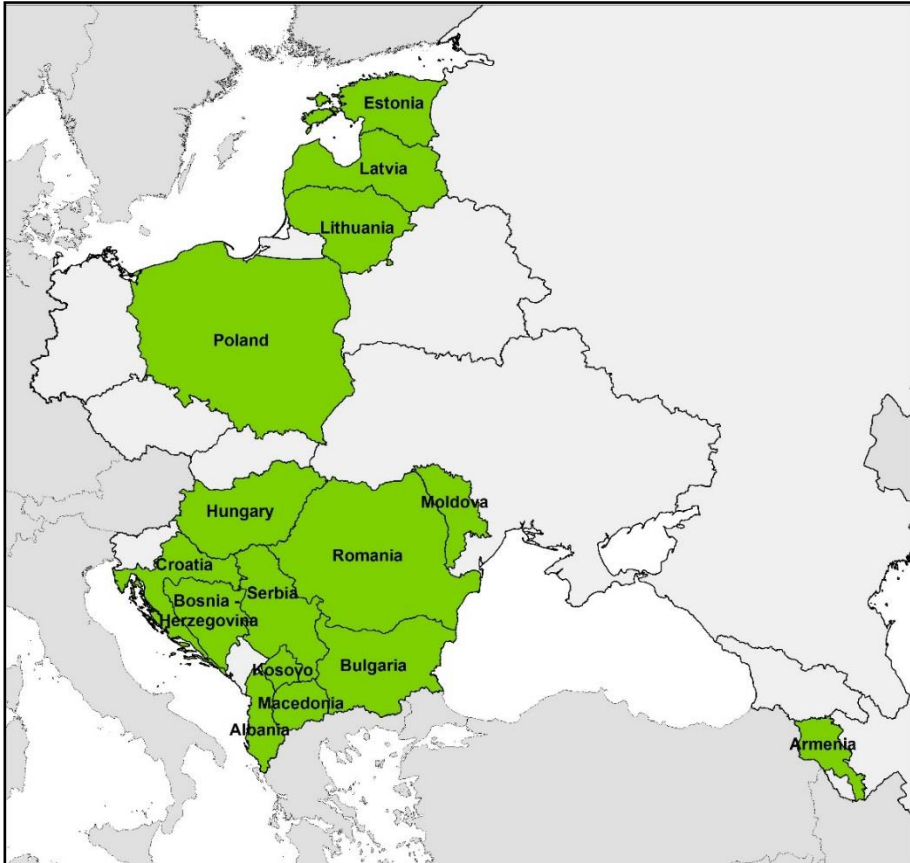 Estonia
Latvia
Lithuania
Poland
Hungary
Moldova
Romania
Croatia
Serbia
Bosnia -
Herzegovina
Kosovo
Bulgaria
Macedonia
Albania
Armenia